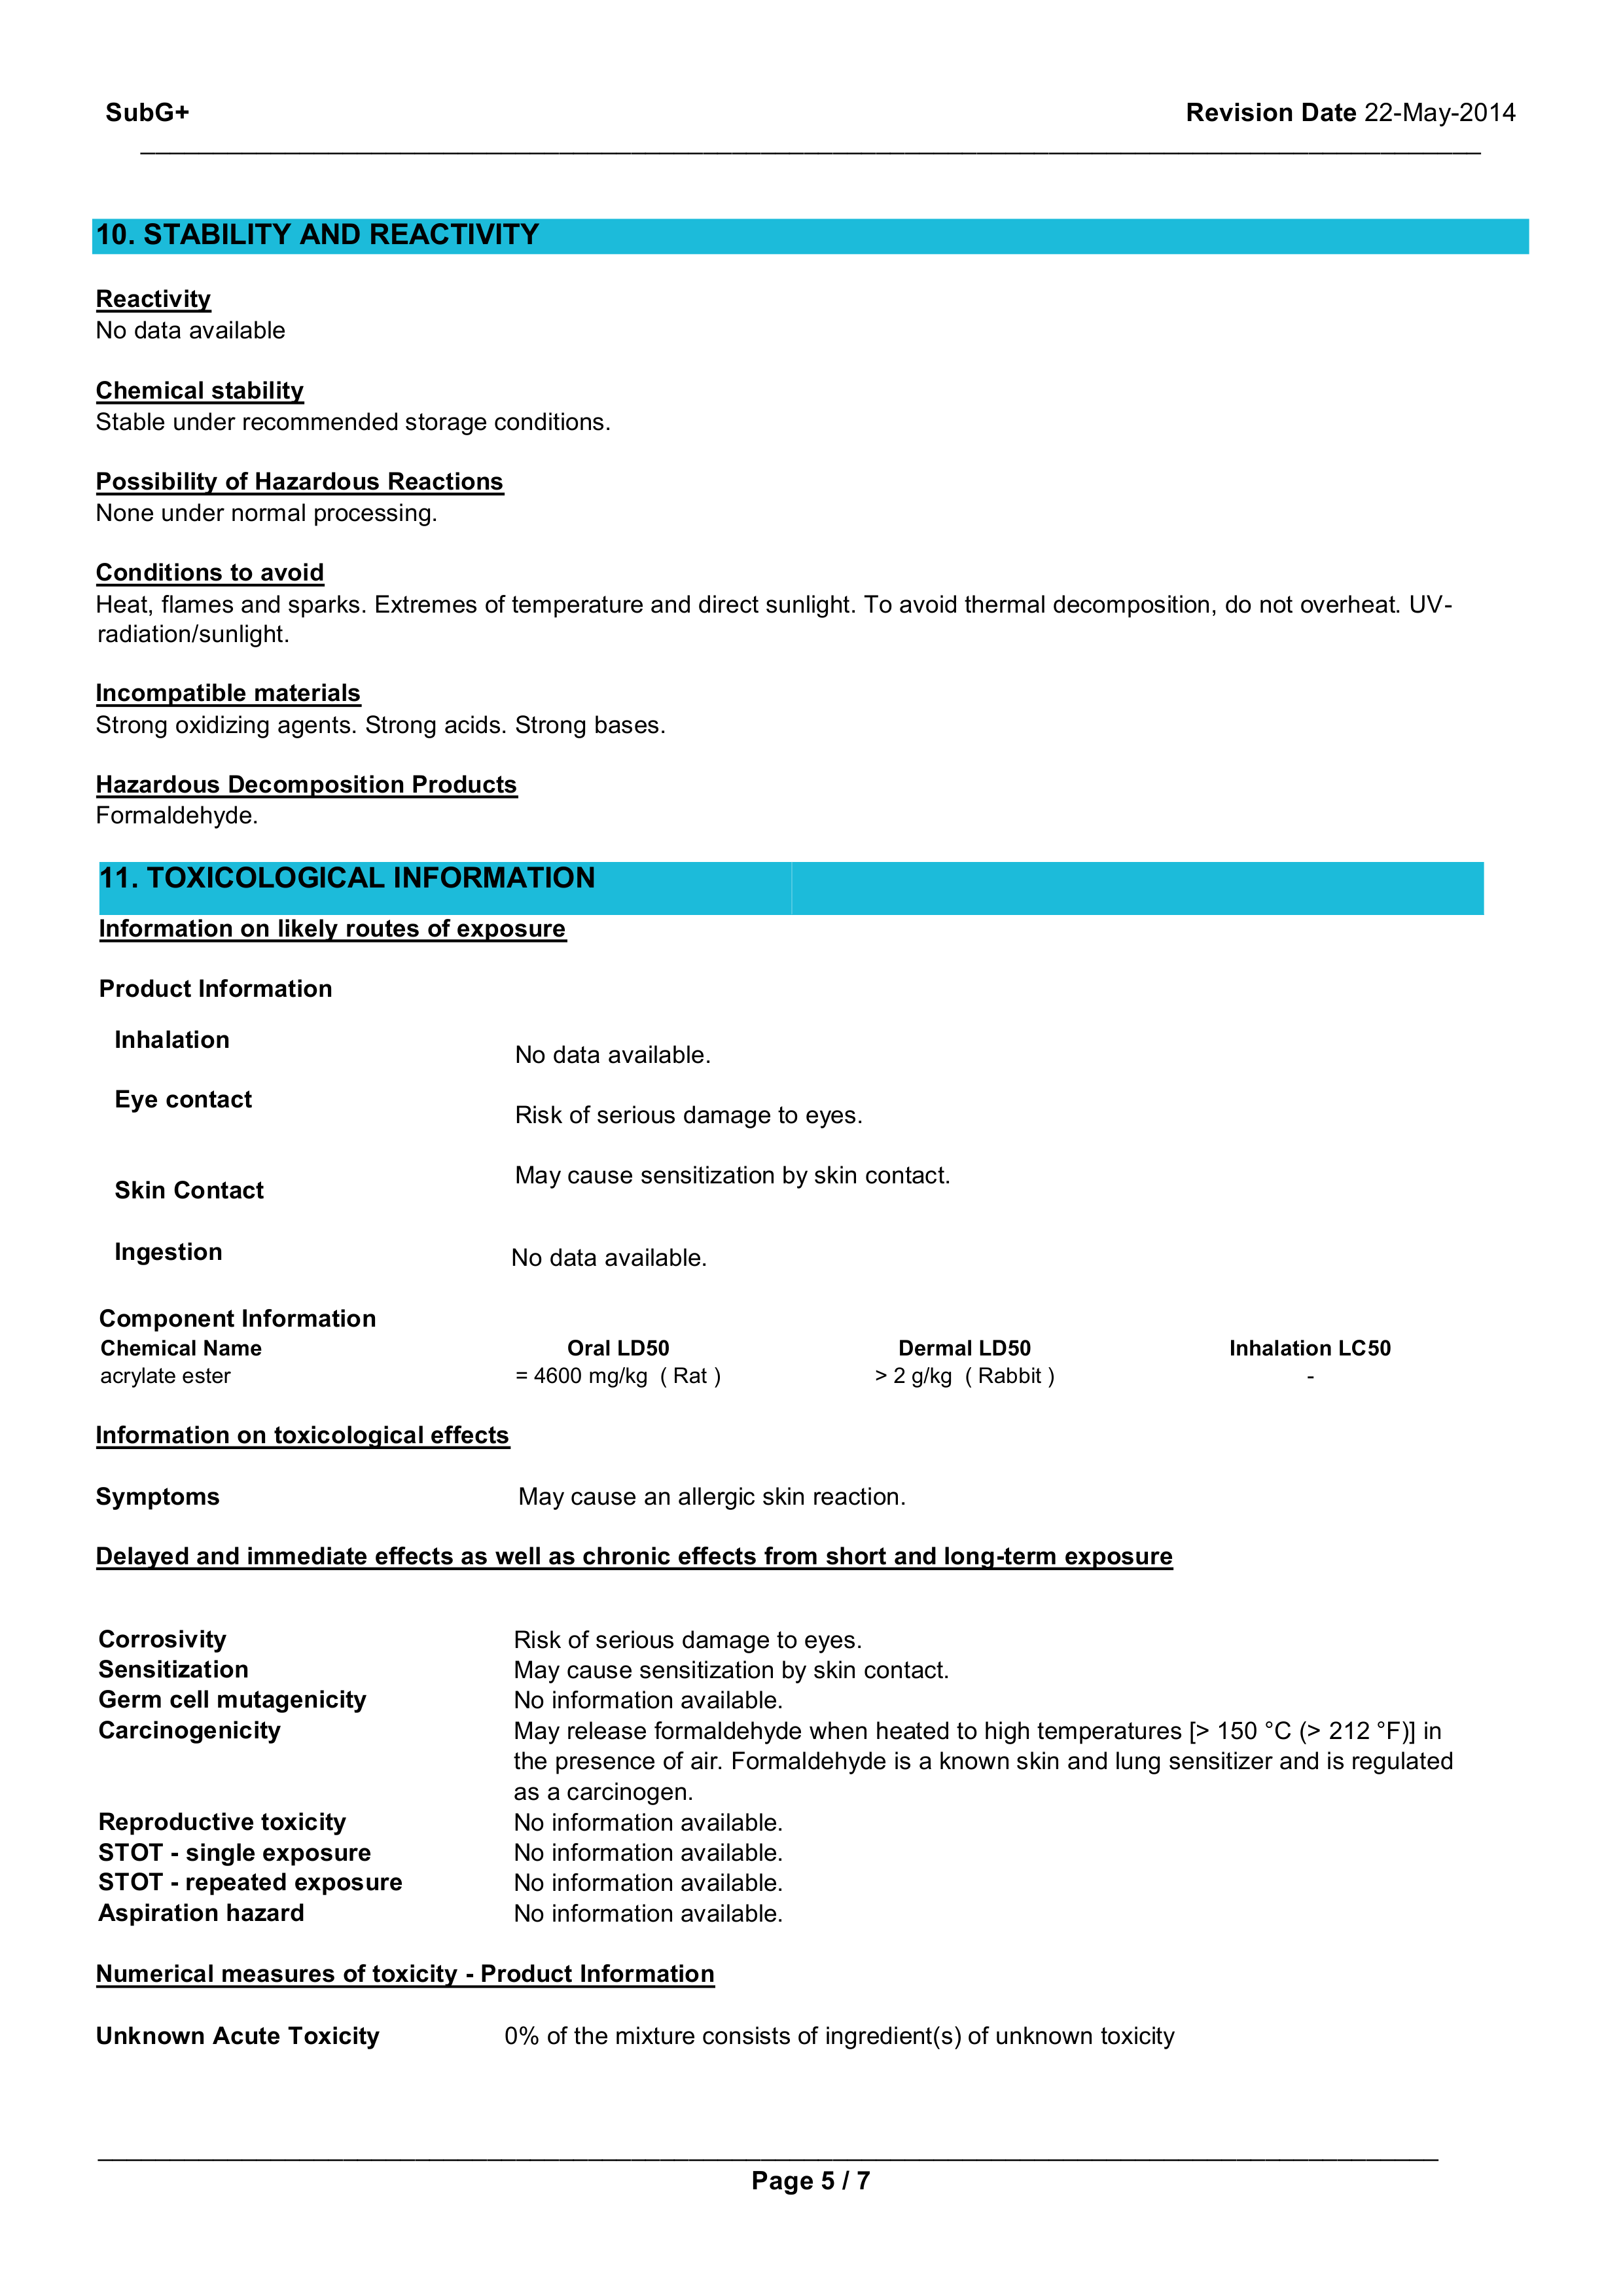 SubG+ Revision Date 22-May-2014
10. STABILITY AND REACTIVITY
Reactivity
No data available
Chemical stability
Stable under recommended storage conditions.
Possibility of Hazardous Reactions
None under normal processing.
Conditions to avoid
Heat, flames and sparks. Extremes of temperature and direct sunlight. To avoid thermal decomposition, do not overheat. UV-
radiation/sunlight.
Incompatible materials
Strong oxidizing agents. Strong acids. Strong bases.
Hazardous Decomposition Products
Formaldehyde.
11. TOXICOLOGICAL INFORMATION
Information on likely routes of exposure
Product Information
Inhalation No data available.
Eye contact Risk of serious damage to eyes.
Skin Contact May cause sensitization by skin contact.
Ingestion No data available.
Component Information
Chemical Name Oral LD50 Dermal LD50 Inhalation LC50
acrylate ester = 4600 mg/kg ( Rat ) > 2 g/kg ( Rabbit ) -
Information on toxicological effects
Symptoms May cause an allergic skin reaction.
Delayed and immediate effects as well as chronic effects from short and long-term exposure
Corrosivity Risk of serious damage to eyes.
Sensitization May cause sensitization by skin contact.
Germ cell mutagenicity No information available.
Carcinogenicity May release formaldehyde when heated to high temperatures [> 150 °C (> 212 °F)] in
the presence of air. Formaldehyde is a known skin and lung sensitizer and is regulated
as a carcinogen.
Reproductive toxicity No information available.
STOT - single exposure No information available.
STOT - repeated exposure No information available.
Aspiration hazard No information available.
Numerical measures of toxicity - Product Information
Unknown Acute Toxicity 0% of the mixture consists of ingredient(s) of unknown toxicity
Page 5 / 7